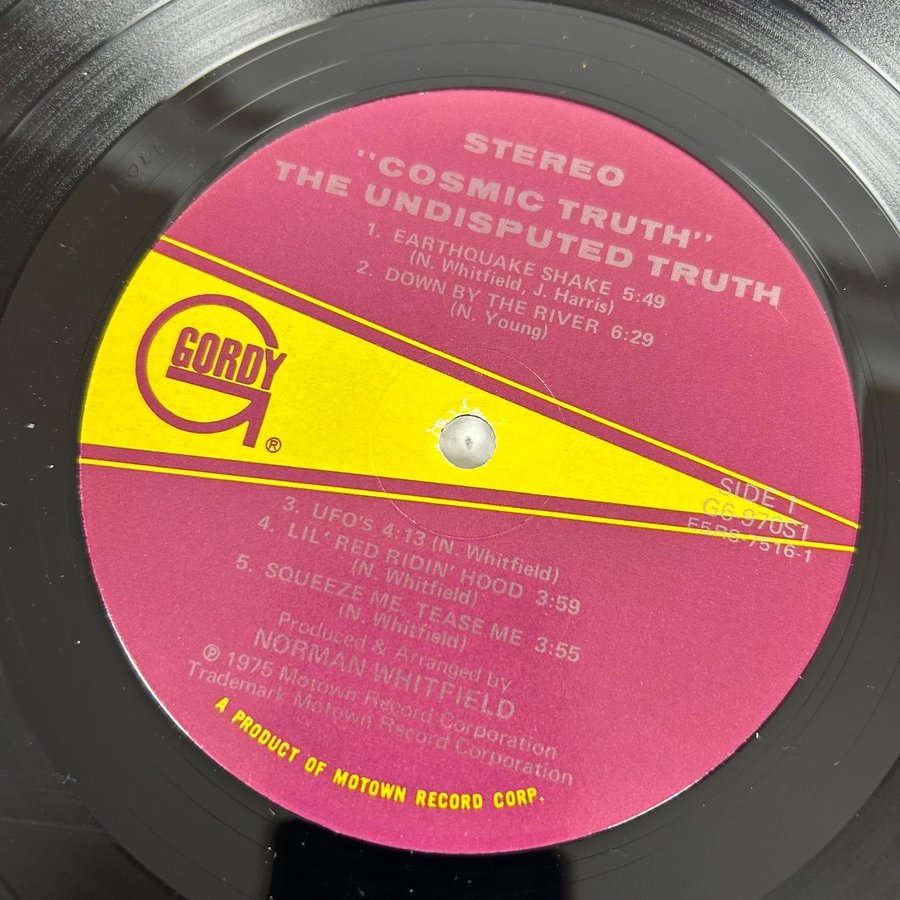 STEREO
"COSMIC TRUTH"
THE UNDISPUTED TRUTH
1. EARTHQUAKE SHAKE 5:49
(N. Whitfield, J. Harris)
2. DOWN BY THE RIVER 6:29
(N. Young)
GORDY
®
SIDE 1
G6 970S1
3. UFO'S 4:13 (N. Whitfield)
4. LIL' RED RIDIN' HOOD 3:59
(N. Whitfield)
5. SQUEEZE ME, TEASE ME 3:55
(N. Whitfield)
Produced & Arranged by
NORMAN WHITFIELD
℗ 1975 Motown Record Corporation
Trademark Motown Record Corporation
A PRODUCT OF MOTOWN RECORD CORP.